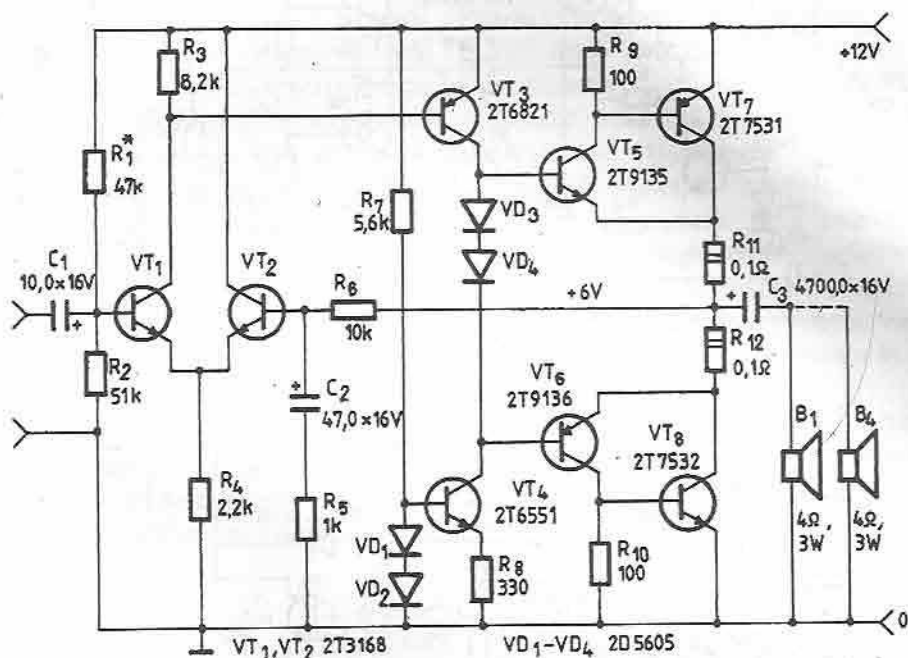 R3
8,2k
R1*
47k
C1
10,0×16V
VT1
VT2
R2
51k
R4
2,2k
R6
10k
C2
47,0×16V
R5
1k
R7
5,6k
VD1
VD2
VT3
2T6821
VD3
VD4
+6V
VT4
2T6551
R8
330
R9
100
VT5
2T9135
VT7
2T7531
+12V
R11
0,1Ω
C3 4700,0×16V
R12
0,1Ω
VT6
2T9136
VT8
2T7532
R10
100
B1
4Ω,
3W
B4
4Ω,
3W
0
VT1,VT2 2T3168
VD1-VD4 2D5605